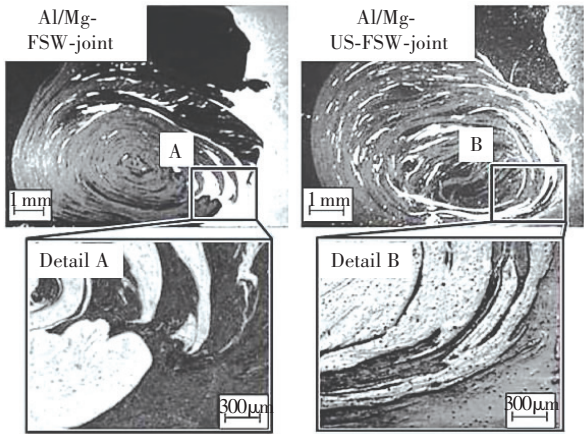 Al/Mg-
FSW-joint
Al/Mg-
US-FSW-joint
A
B
1 mm
1 mm
Detail A
Detail B
300μm
300μm